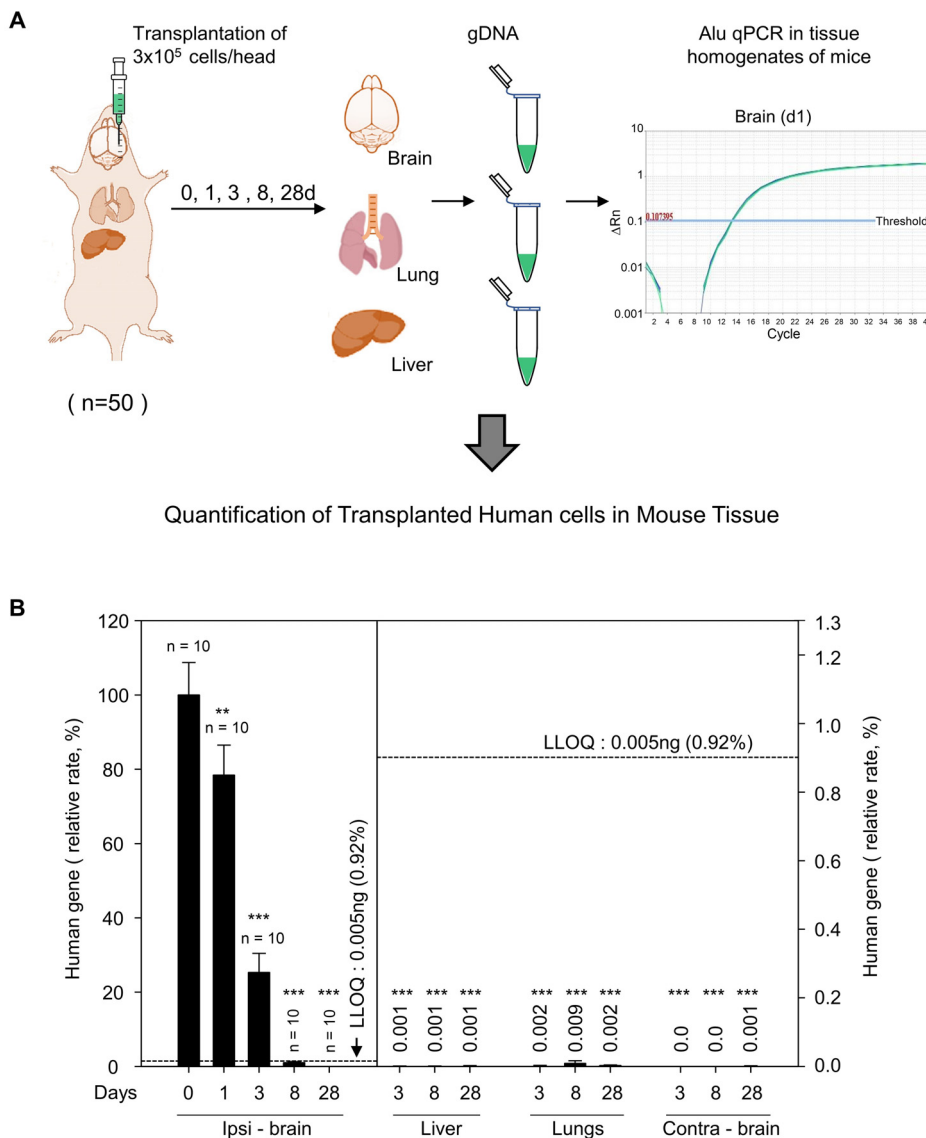 A
Transplantation of
3x10⁵ cells/head
gDNA
Alu qPCR in tissue
homogenates of mice
Brain (d1)
0, 1, 3 , 8, 28d
Brain
Lung
Liver
10
1
0.1
0.01
0.001
ΔRn
0.107395
Threshold
2 4 6 8 10 12 14 16 18 20 22 24 26 28 30 32 34 36 38
Cycle
( n=50 )
Quantification of Transplanted Human cells in Mouse Tissue
B
Human gene ( relative rate, %)
120
100
80
60
40
20
0
n = 10
**
n = 10
***
n = 10
***
n = 10
***
n = 10
LLOQ : 0.005ng (0.92%)
LLOQ : 0.005ng (0.92%)
*** *** ***
0.001 0.001 0.001
*** *** ***
0.002 0.009 0.002
*** *** ***
0.0 0.0 0.001
1.3
1.2
1.0
0.8
0.6
0.4
0.2
0.0
Human gene ( relative rate, %)
Days 0 1 3 8 28 3 8 28 3 8 28 3 8 28
Ipsi - brain Liver Lungs Contra - brain